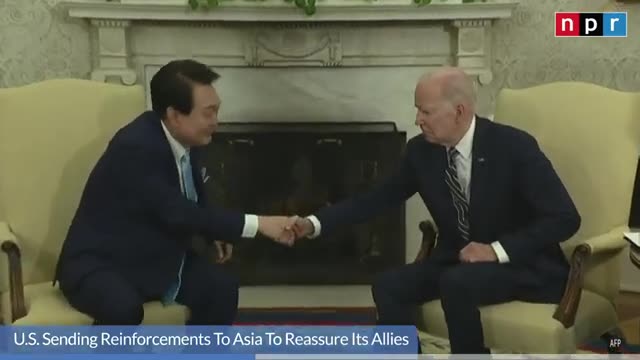 npr
U.S. Sending Reinforcements To Asia To Reassure Its Allies
AFP